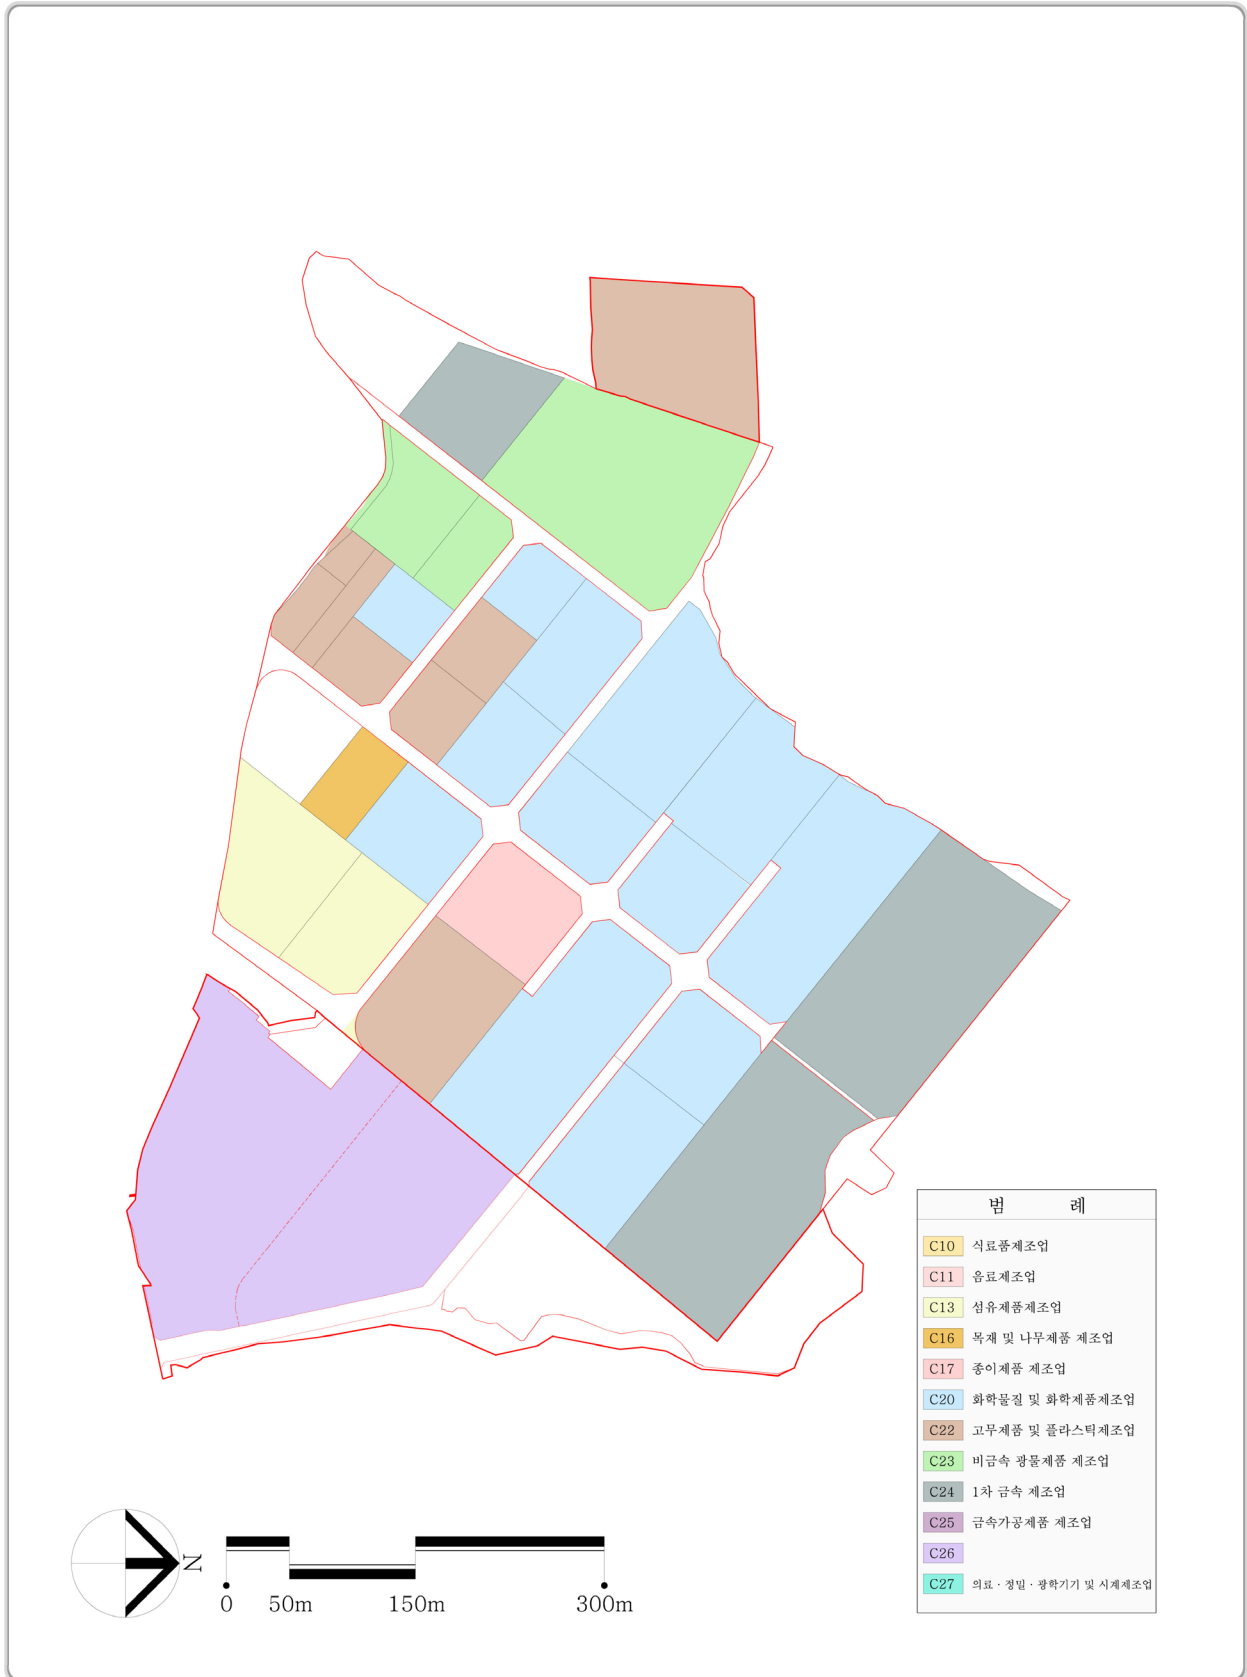 범 례
C10 식료품제조업
C11 음료제조업
C13 섬유제품제조업
C16 목재 및 나무제품 제조업
C17 종이제품 제조업
C20 화학물질 및 화학제품제조업
C22 고무제품 및 플라스틱제조업
C23 비금속 광물제품 제조업
C24 1차 금속 제조업
C25 금속가공제품 제조업
C26
C27 의료 · 정밀 · 광학기기 및 시계제조업
N
0 50m 150m 300m